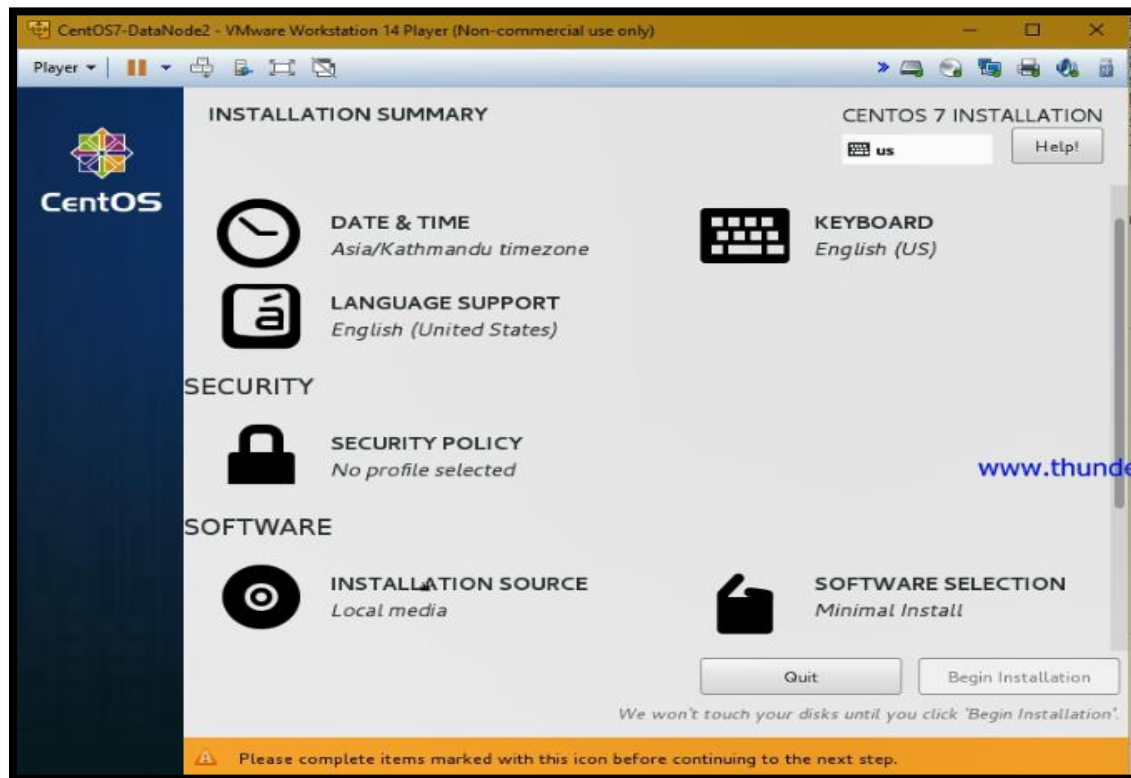 CentOS7-DataNode2 - VMware Workstation 14 Player (Non-commercial use only)
Player
INSTALLATION SUMMARY
CENTOS 7 INSTALLATION
us
Help!
CentOS
DATE & TIME
Asia/Kathmandu timezone
KEYBOARD
English (US)
á
LANGUAGE SUPPORT
English (United States)
SECURITY
SECURITY POLICY
No profile selected
www.thunde
SOFTWARE
INSTALLATION SOURCE
Local media
SOFTWARE SELECTION
Minimal Install
Quit
Begin Installation
We won't touch your disks until you click 'Begin Installation'.
Please complete items marked with this icon before continuing to the next step.